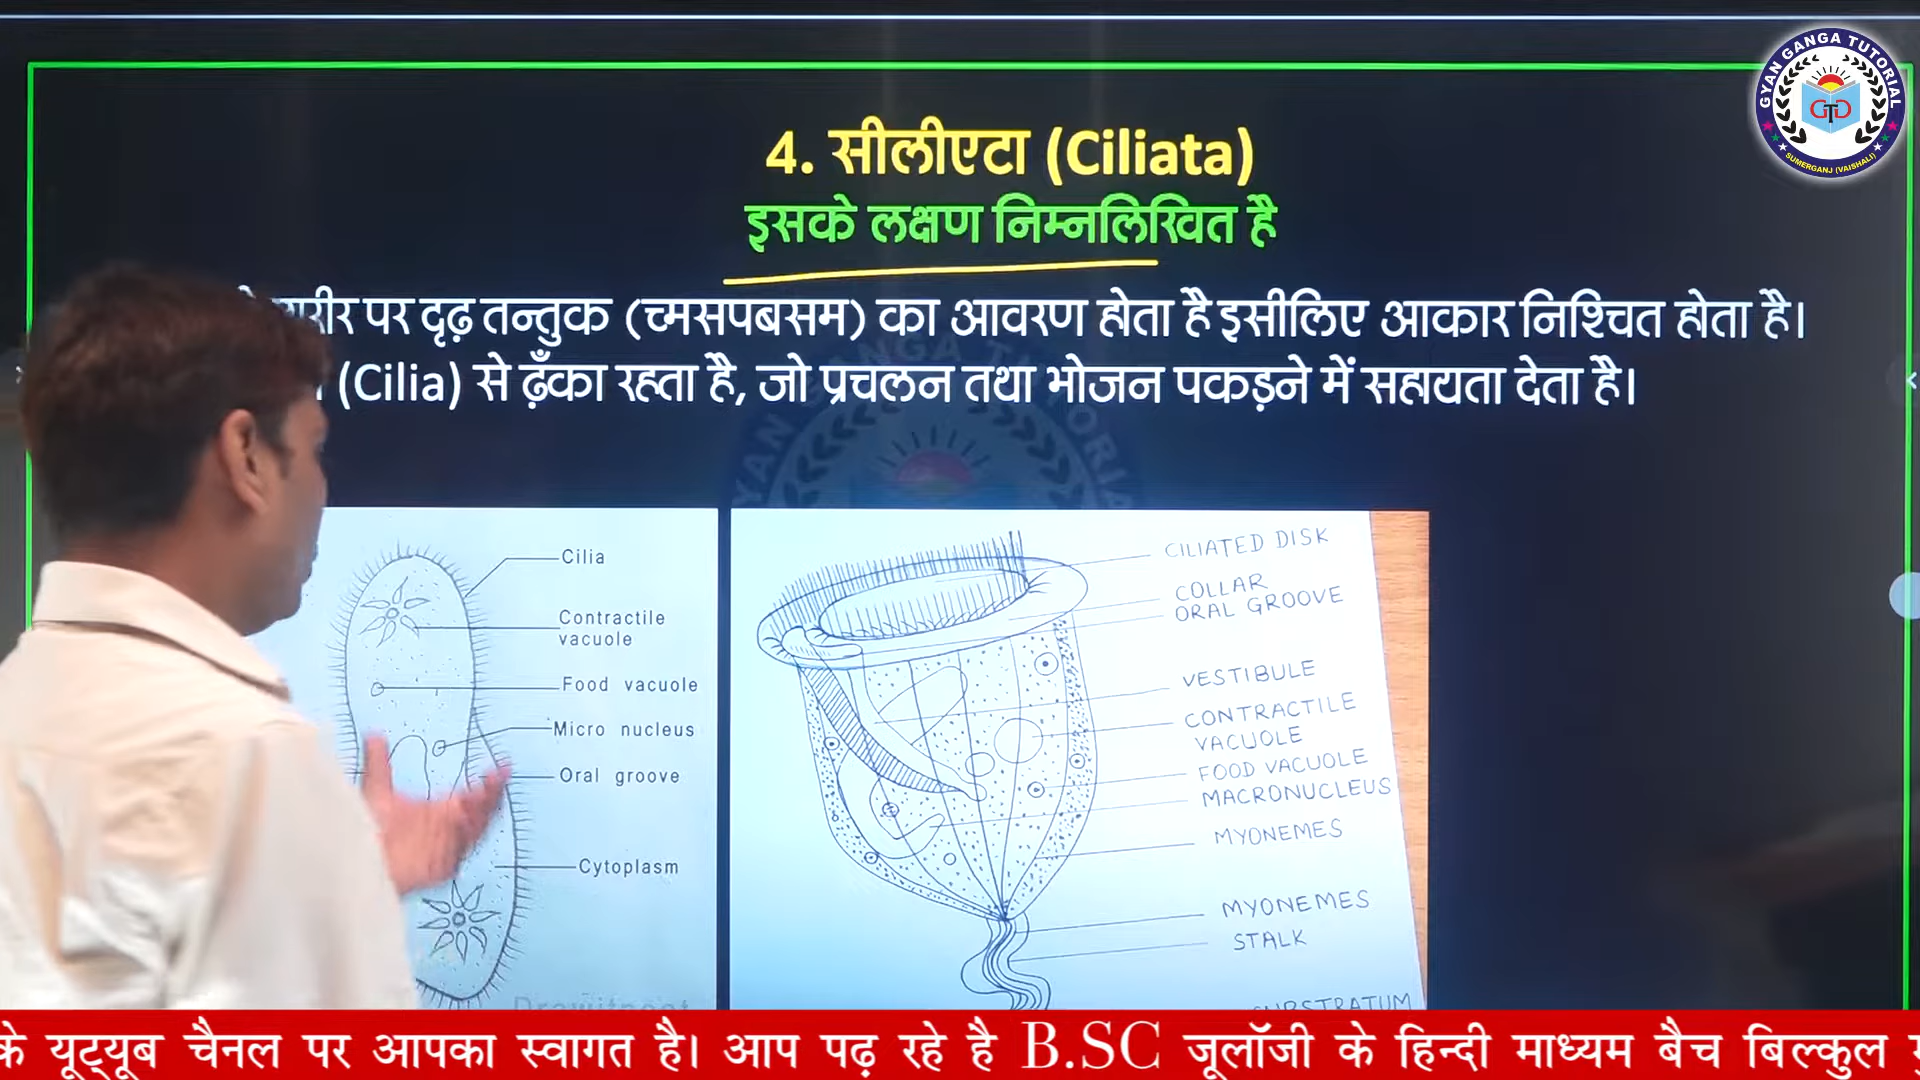 GYAN GANGA TUTORIAL
GTD
SUMERGANJ (VAISHALI)
4. सीलीएटा (Ciliata)
इसके लक्षण निम्नलिखित है
पर दृढ़ तन्तुक (च्मसपबसम) का आवरण होता है इसीलिए आकार निश्चित होता है।
(Cilia) से ढ़ँका रहता है, जो प्रचलन तथा भोजन पकड़ने में सहायता देता है।
Cilia
Contractile
vacuole
Food vacuole
Micro nucleus
Oral groove
Cytoplasm
CILIATED DISK
COLLAR
ORAL GROOVE
VESTIBULE
CONTRACTILE
VACUOLE
FOOD VACUOLE
MACRONUCLEUS
MYONEMES
MYONEMES
STALK
SUBSTRATUM
के यूट्यूब चैनल पर आपका स्वागत है। आप पढ़ रहे है B.SC जूलॉजी के हिन्दी माध्यम बैच बिल्कुल